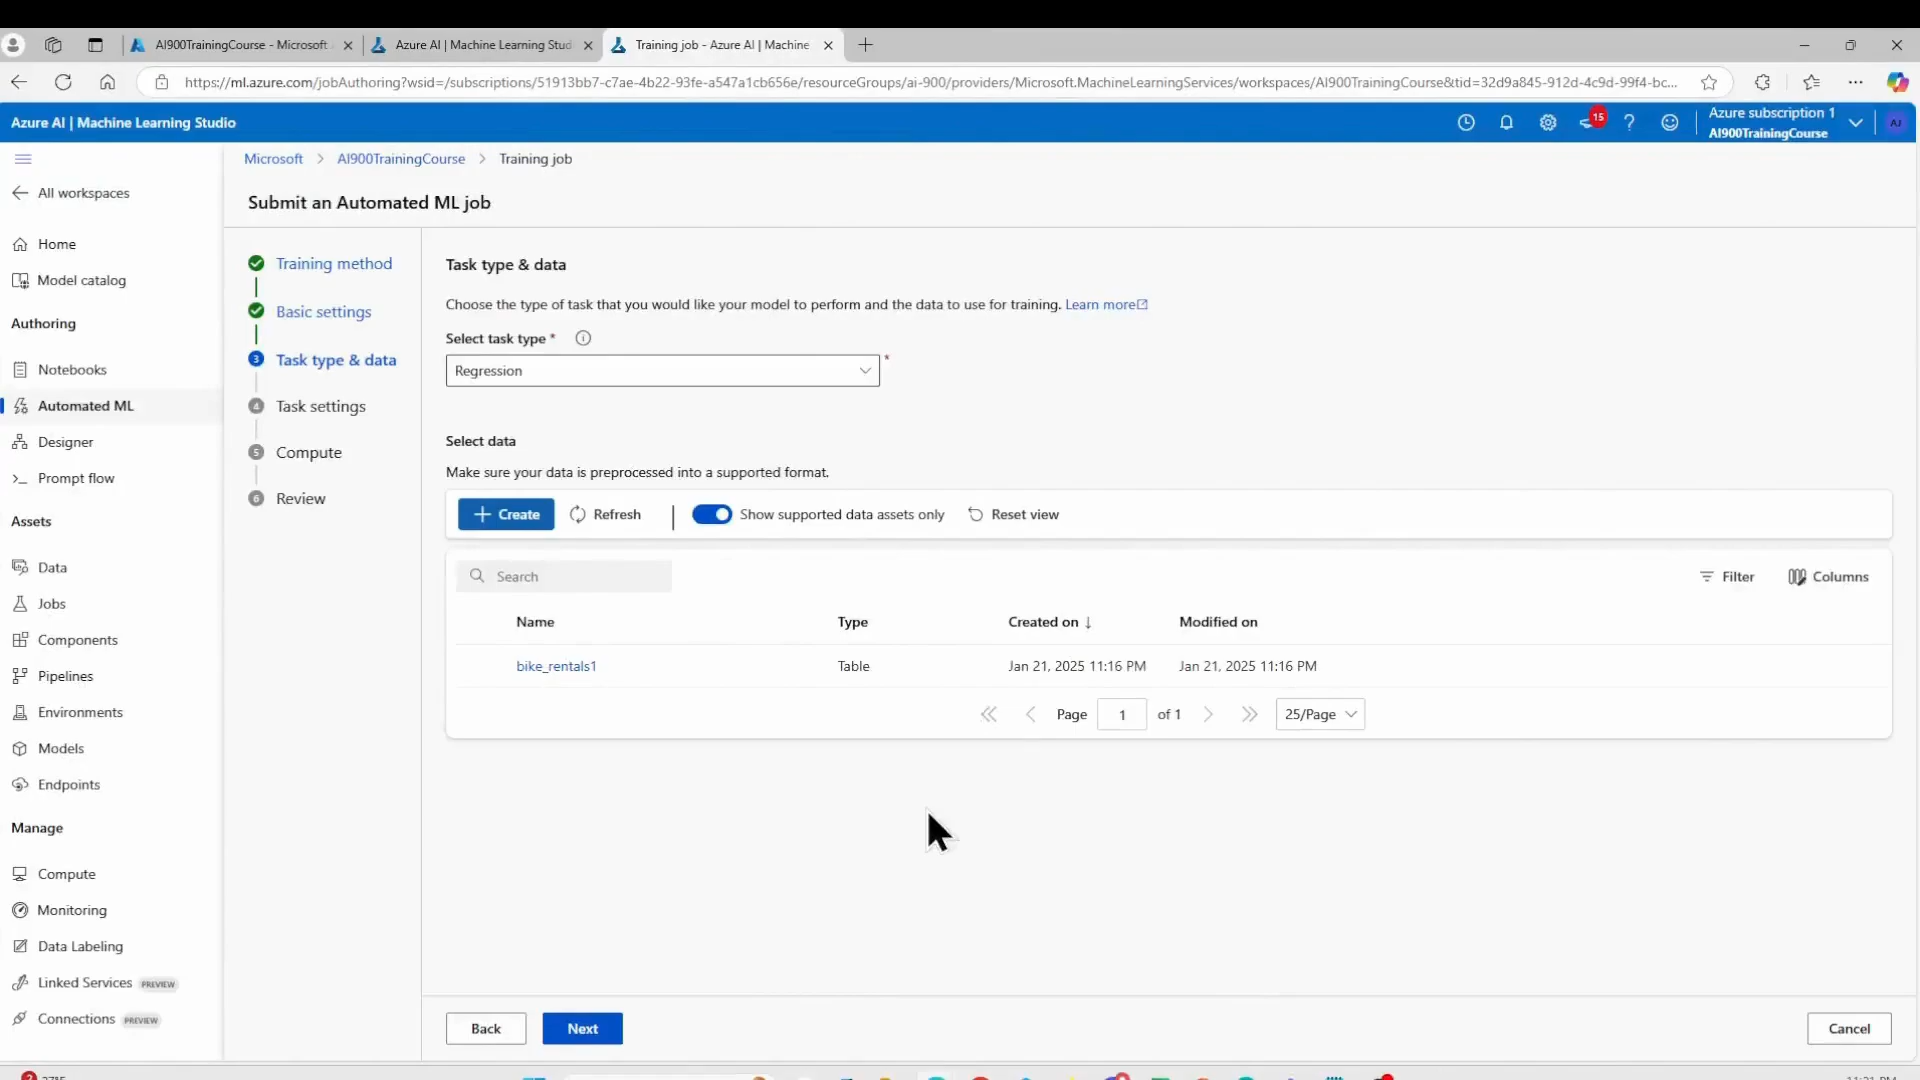 AI900TrainingCourse - Microsoft
Azure AI | Machine Learning Stud
Training job - Azure AI | Machine
https://ml.azure.com/jobAuthoring?wsid=/subscriptions/51913bb7-c7ae-4b22-93fe-a547a1cb656e/resourceGroups/ai-900/providers/Microsoft.MachineLearningServices/workspaces/AI900TrainingCourse&tid=32d9a845-912d-4c9d-99f4-bc...
Azure AI | Machine Learning Studio
15
Azure subscription 1
AI900TrainingCourse
AJ
Microsoft > AI900TrainingCourse > Training job
All workspaces
Submit an Automated ML job
Home
Model catalog
Authoring
Notebooks
Automated ML
Designer
Prompt flow
Assets
Data
Jobs
Components
Pipelines
Environments
Models
Endpoints
Manage
Compute
Monitoring
Data Labeling
Linked Services PREVIEW
Connections PREVIEW
Training method
Basic settings
3 Task type & data
4 Task settings
5 Compute
6 Review
Task type & data
Choose the type of task that you would like your model to perform and the data to use for training. Learn more
Select task type *
Regression
*
Select data
Make sure your data is preprocessed into a supported format.
Create
Refresh
Show supported data assets only
Reset view
Search
Filter
Columns
Name Type Created on ↓ Modified on
bike_rentals1 Table Jan 21, 2025 11:16 PM Jan 21, 2025 11:16 PM
Page 1 of 1 25/Page
Back
Next
Cancel